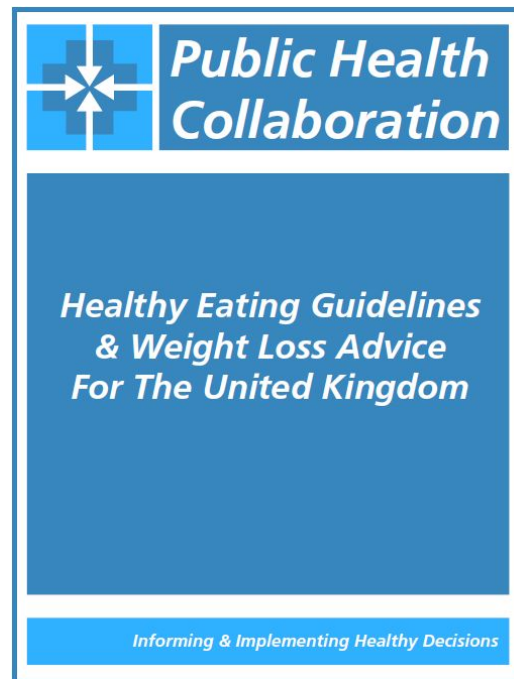 Public Health
Collaboration
Healthy Eating Guidelines
& Weight Loss Advice
For The United Kingdom
Informing & Implementing Healthy Decisions